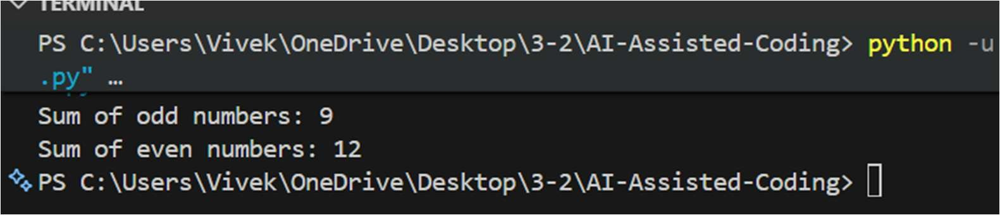 TERMINAL
PS C:\Users\Vivek\OneDrive\Desktop\3-2\AI-Assisted-Coding> python -u
.py" …
Sum of odd numbers: 9
Sum of even numbers: 12
PS C:\Users\Vivek\OneDrive\Desktop\3-2\AI-Assisted-Coding>